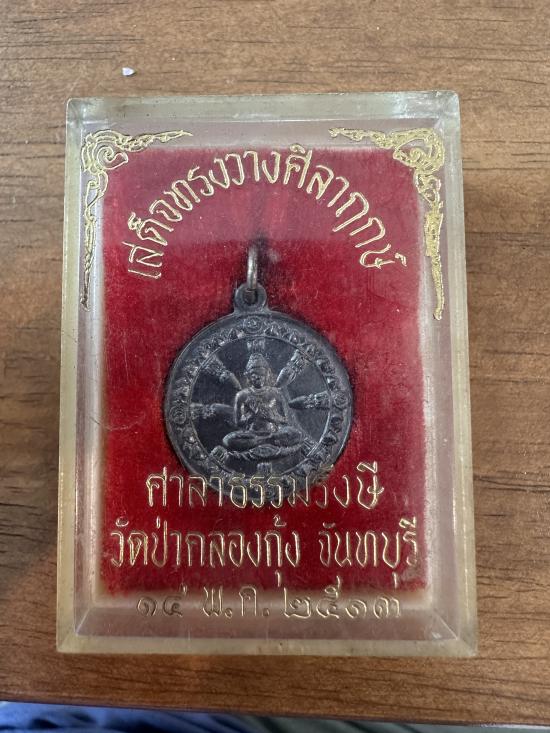 เสด็จทรงวางศิลาฤกษ์
ศาลาธรรมรังษี
วัดป่าคลองกุ้ง จันทบุรี
๑๔ พ.ค. ๒๕๑๓